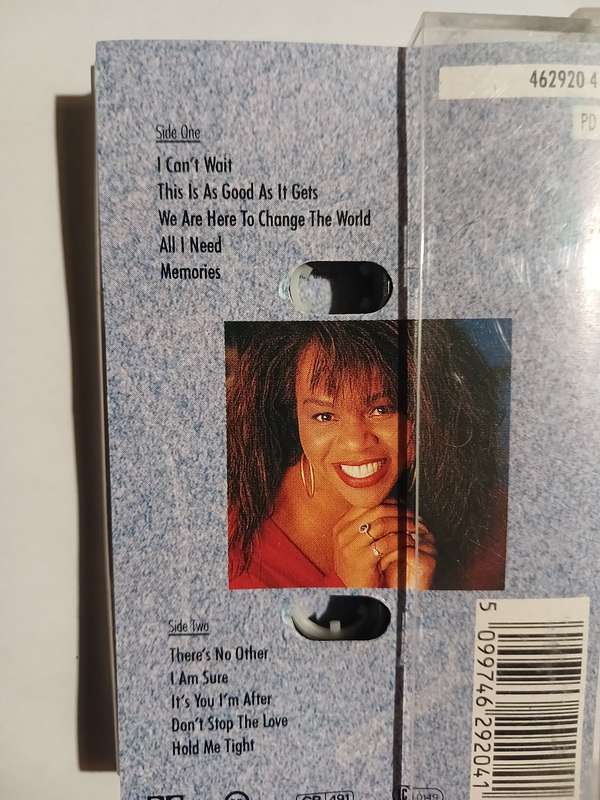 462920 4
PD
Side One
I Can't Wait
This Is As Good As It Gets
We Are Here To Change The World
All I Need
Memories
Side Two
There's No Other
I Am Sure
It's You I'm After
Don't Stop The Love
Hold Me Tight
5 099746 292041
CB 491